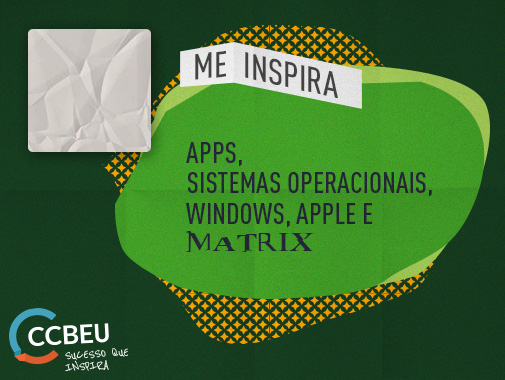 ME INSPIRA
APPS,
SISTEMAS OPERACIONAIS,
WINDOWS, APPLE E
MATRIX
CCBEU
SUCESSO QUE
INSPIRA